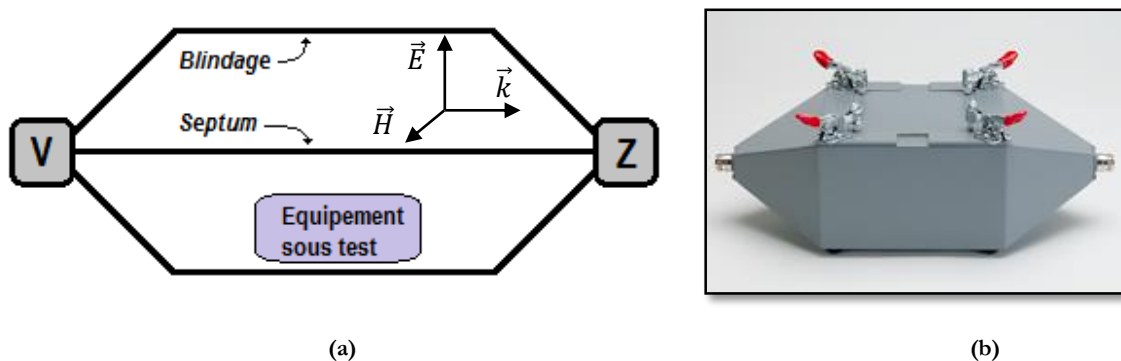 Blindage
Septum
V
Z
Equipement
sous test
E⃗
k⃗
H⃗
(a)
(b)